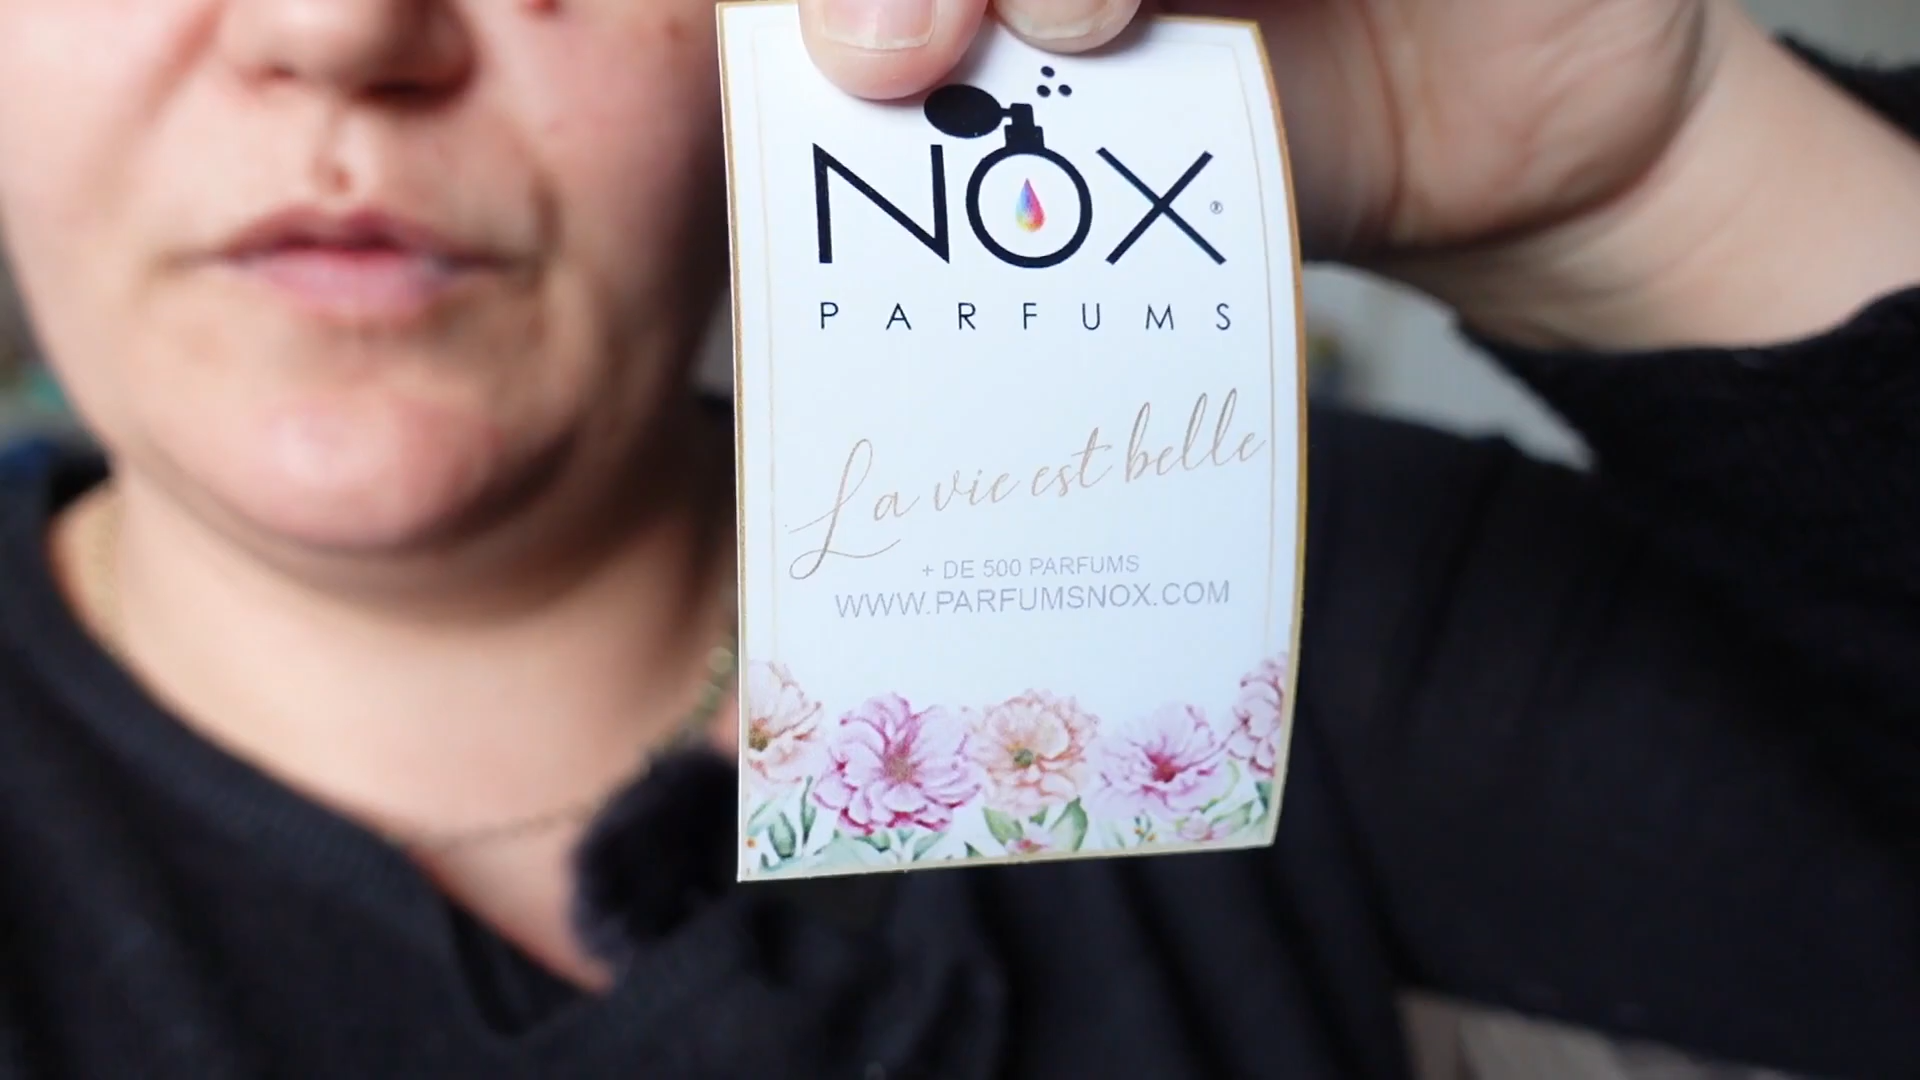 NOX®
PARFUMS
La vie est belle
+ DE 500 PARFUMS
WWW.PARFUMSNOX.COM